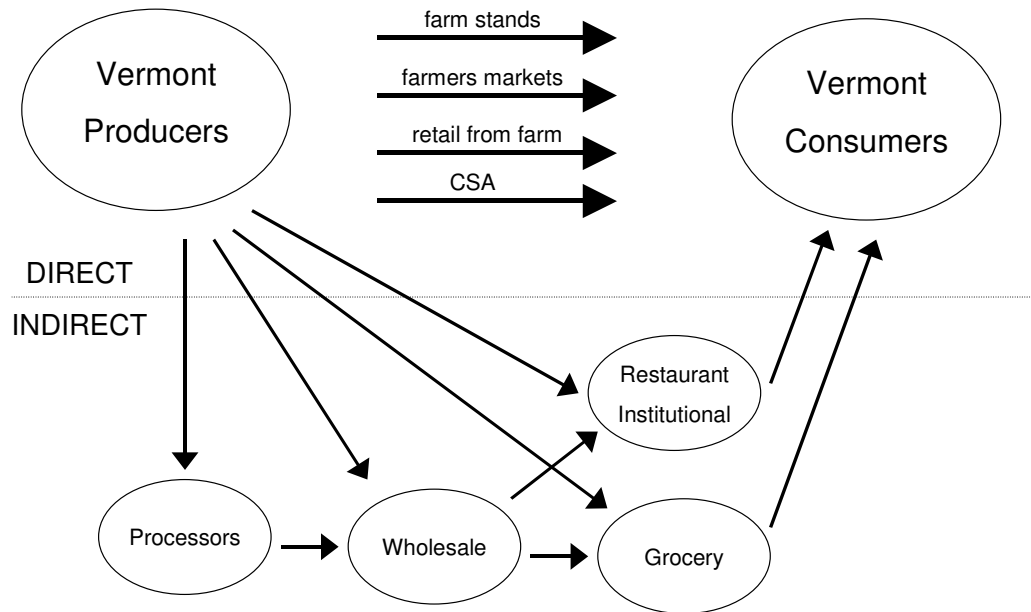 Vermont
Producers
farm stands
farmers markets
retail from farm
CSA
Vermont
Consumers
DIRECT
INDIRECT
Restaurant
Institutional
Processors
Wholesale
Grocery